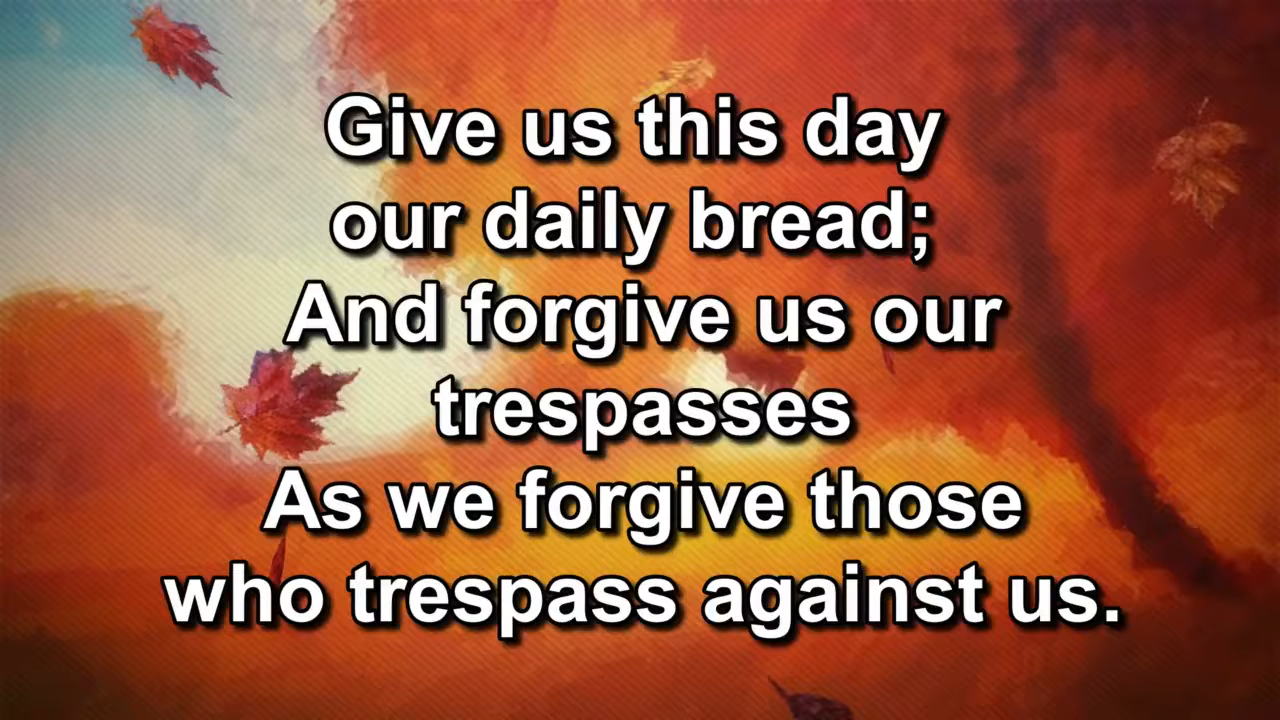 Give us this day
our daily bread;
And forgive us our
trespasses
As we forgive those
who trespass against us.